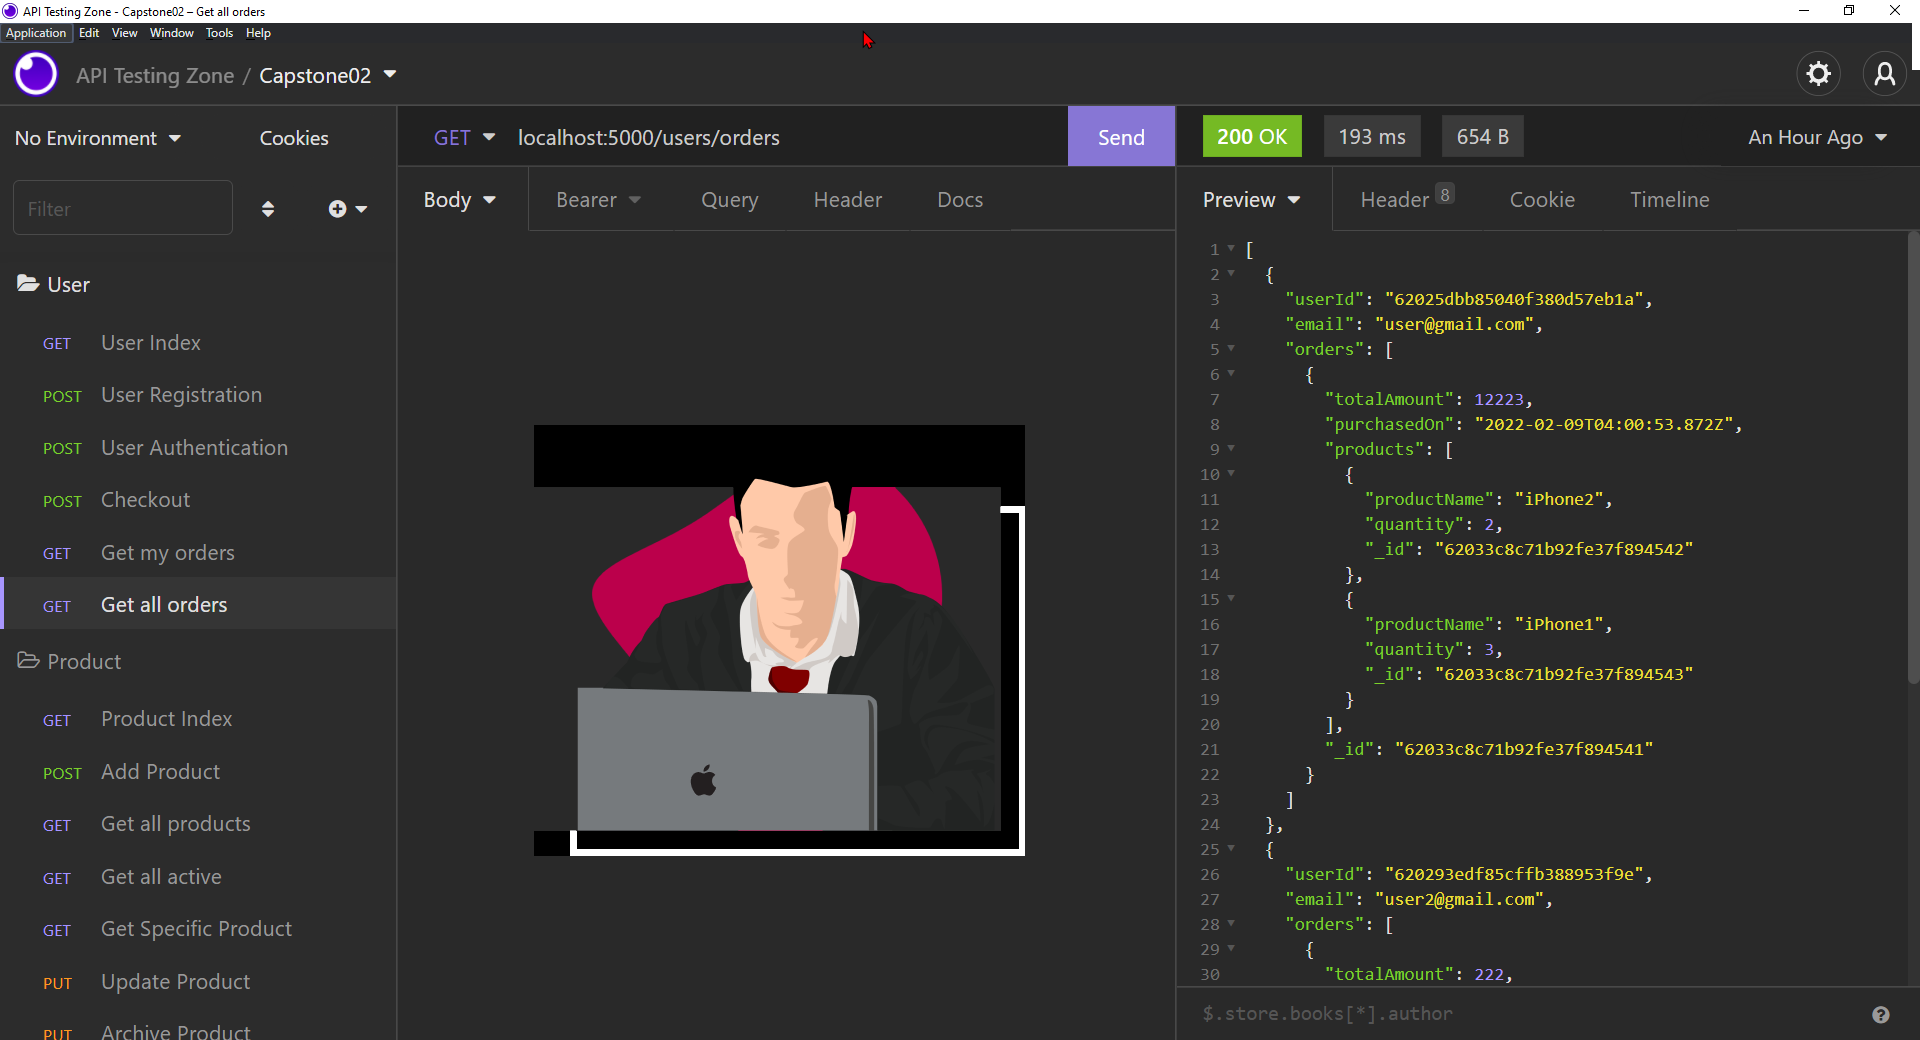 API Testing Zone - Capstone02 – Get all orders
Application Edit View Window Tools Help
API Testing Zone / Capstone02
No Environment Cookies
Filter
User
GET User Index
POST User Registration
POST User Authentication
POST Checkout
GET Get my orders
GET Get all orders
Product
GET Product Index
POST Add Product
GET Get all products
GET Get all active
GET Get Specific Product
PUT Update Product
PUT Archive Product
GET localhost:5000/users/orders Send
Body Bearer Query Header Docs
200 OK 193 ms 654 B An Hour Ago
Preview Header 8 Cookie Timeline
1 [
2 {
3 "userId": "62025dbb85040f380d57eb1a",
4 "email": "user@gmail.com",
5 "orders": [
6 {
7 "totalAmount": 12223,
8 "purchasedOn": "2022-02-09T04:00:53.872Z",
9 "products": [
10 {
11 "productName": "iPhone2",
12 "quantity": 2,
13 "_id": "62033c8c71b92fe37f894542"
14 },
15 {
16 "productName": "iPhone1",
17 "quantity": 3,
18 "_id": "62033c8c71b92fe37f894543"
19 }
20 ],
21 "_id": "62033c8c71b92fe37f894541"
22 }
23 ]
24 },
25 {
26 "userId": "620293edf85cffb388953f9e",
27 "email": "user2@gmail.com",
28 "orders": [
29 {
30 "totalAmount": 222,
$.store.books[*].author